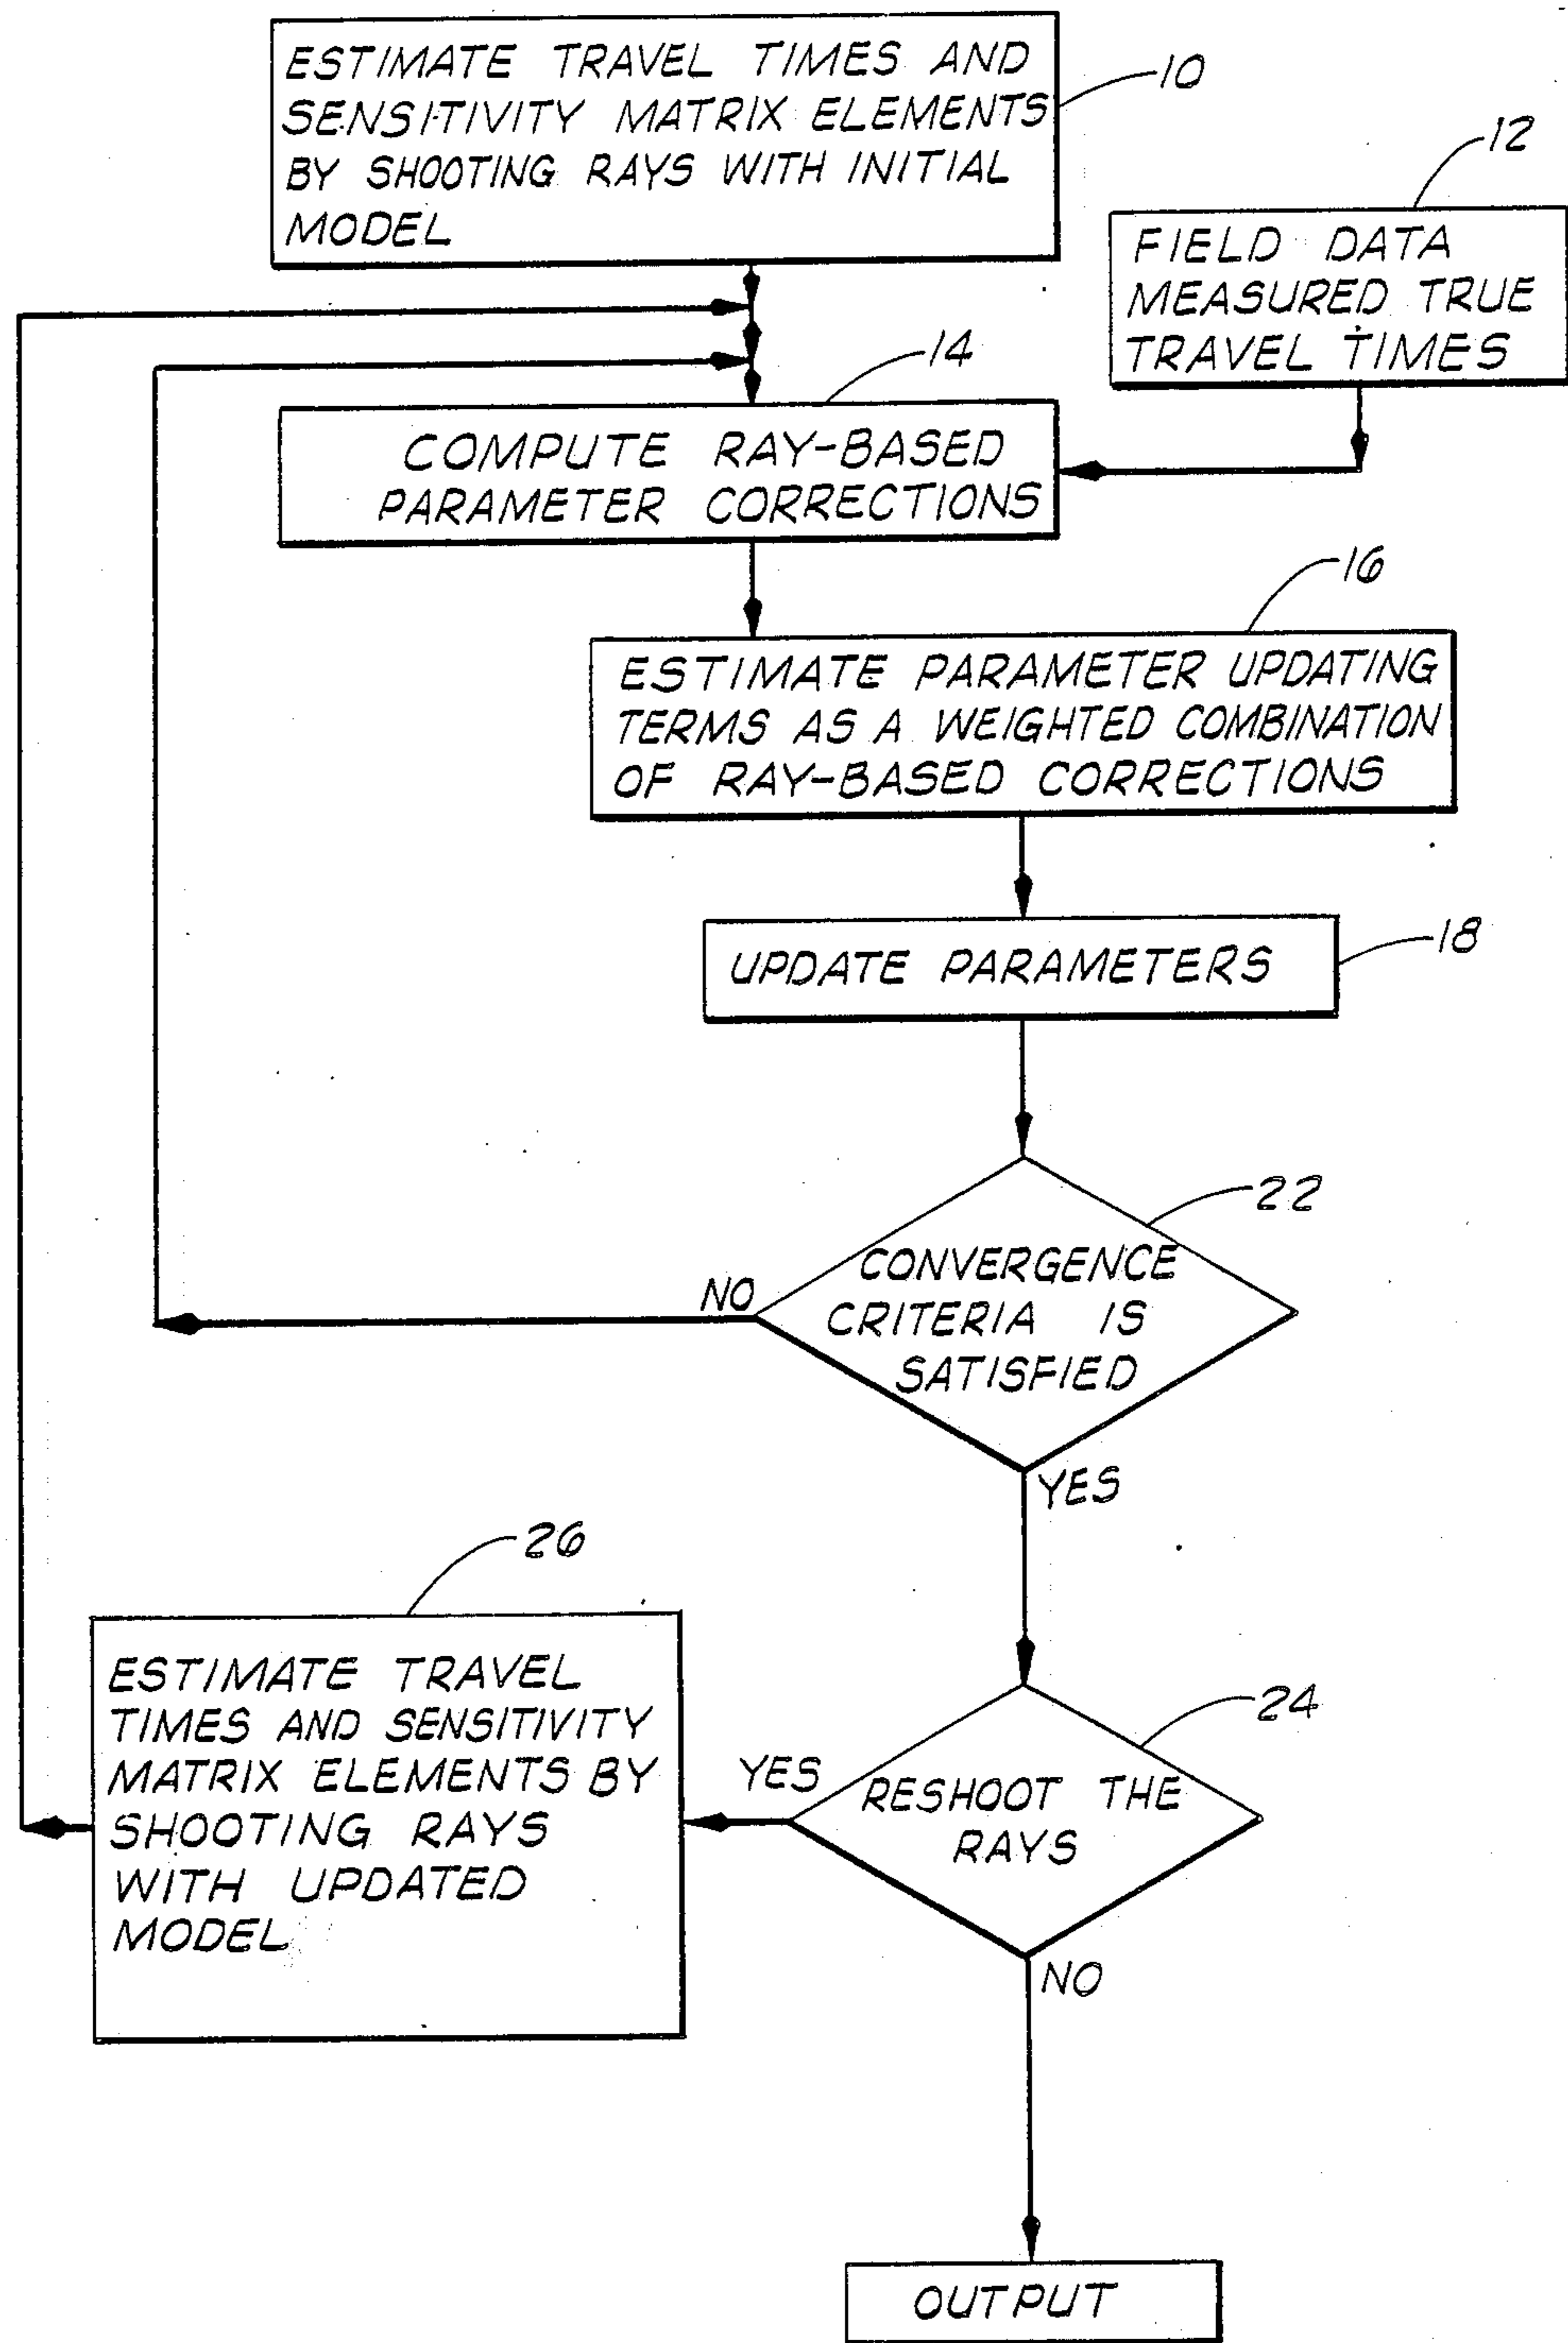 ESTIMATE TRAVEL TIMES AND
SENSITIVITY MATRIX ELEMENTS
BY SHOOTING RAYS WITH INITIAL
MODEL
10
12
FIELD DATA
MEASURED TRUE
TRAVEL TIMES
14
COMPUTE RAY-BASED
PARAMETER CORRECTIONS
16
ESTIMATE PARAMETER UPDATING
TERMS AS A WEIGHTED COMBINATION
OF RAY-BASED CORRECTIONS
18
UPDATE PARAMETERS
22
CONVERGENCE
CRITERIA IS
SATISFIED
NO
YES
26
ESTIMATE TRAVEL
TIMES AND SENSITIVITY
MATRIX ELEMENTS BY
SHOOTING RAYS
WITH UPDATED
MODEL
24
YES
RESHOOT THE
RAYS
NO
OUTPUT